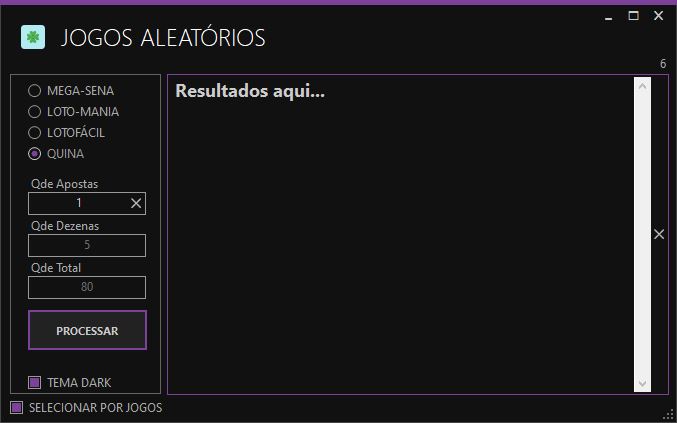 JOGOS ALEATÓRIOS
6
MEGA-SENA
LOTO-MANIA
LOTOFÁCIL
QUINA
Qde Apostas
1
Qde Dezenas
5
Qde Total
80
PROCESSAR
TEMA DARK
SELECIONAR POR JOGOS
Resultados aqui...